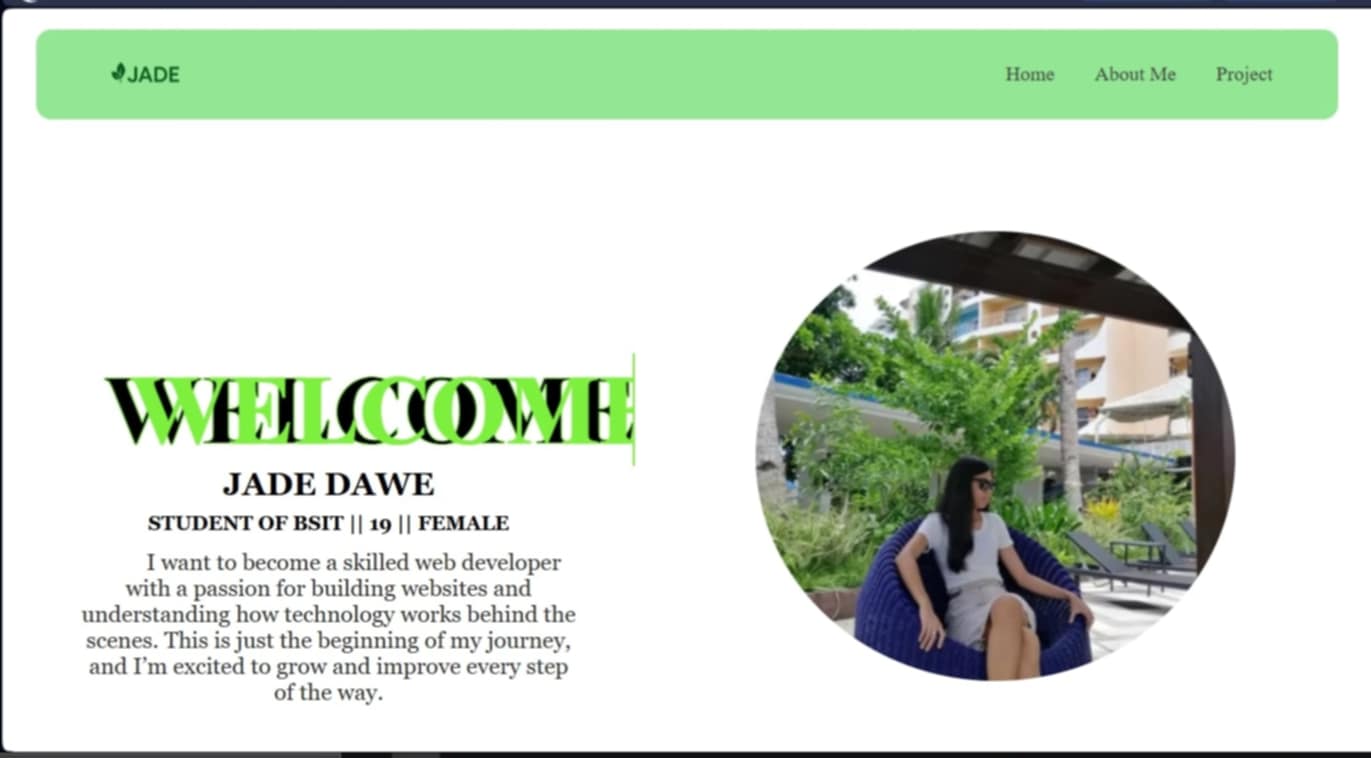 JADE
Home About Me Project
WELCOME
JADE DAWE
STUDENT OF BSIT || 19 || FEMALE
I want to become a skilled web developer
with a passion for building websites and
understanding how technology works behind the
scenes. This is just the beginning of my journey,
and I’m excited to grow and improve every step
of the way.